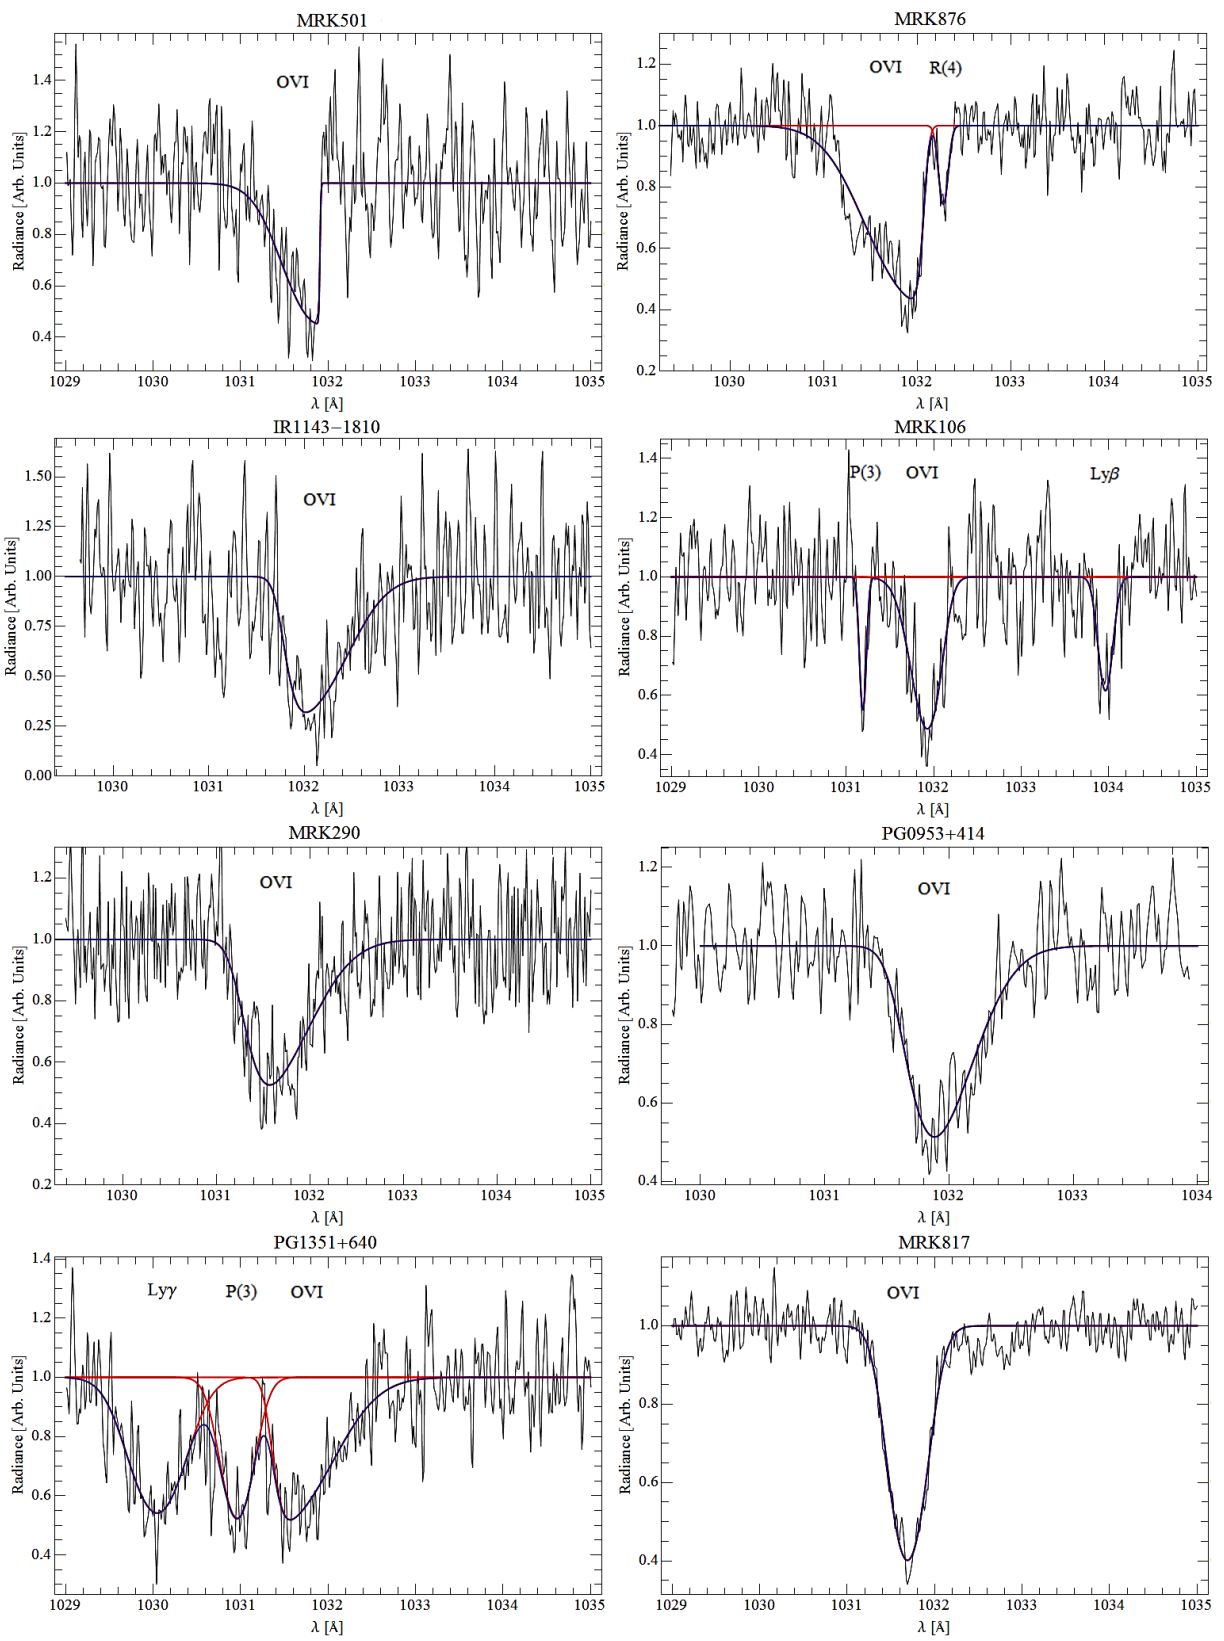 MRK501
OVI
1.4
1.2
1.0
0.8
0.6
0.4
Radiance [Arb. Units]
1029 1030 1031 1032 1033 1034 1035
λ [Å]
MRK876
OVI R(4)
1.2
1.0
0.8
0.6
0.4
0.2
Radiance [Arb. Units]
1030 1031 1032 1033 1034 1035
λ [Å]
IR1143−1810
OVI
1.50
1.25
1.00
0.75
0.50
0.25
0.00
Radiance [Arb. Units]
1030 1031 1032 1033 1034 1035
λ [Å]
MRK106
P(3) OVI Lyβ
1.4
1.2
1.0
0.8
0.6
0.4
Radiance [Arb. Units]
1029 1030 1031 1032 1033 1034 1035
λ [Å]
MRK290
OVI
1.2
1.0
0.8
0.6
0.4
0.2
Radiance [Arb. Units]
1030 1031 1032 1033 1034 1035
λ [Å]
PG0953+414
OVI
1.2
1.0
0.8
0.6
0.4
Radiance [Arb. Units]
1030 1031 1032 1033 1034
λ [Å]
PG1351+640
Lyγ P(3) OVI
1.4
1.2
1.0
0.8
0.6
0.4
Radiance [Arb. Units]
1029 1030 1031 1032 1033 1034 1035
λ [Å]
MRK817
OVI
1.0
0.8
0.6
0.4
Radiance [Arb. Units]
1029 1030 1031 1032 1033 1034 1035
λ [Å]